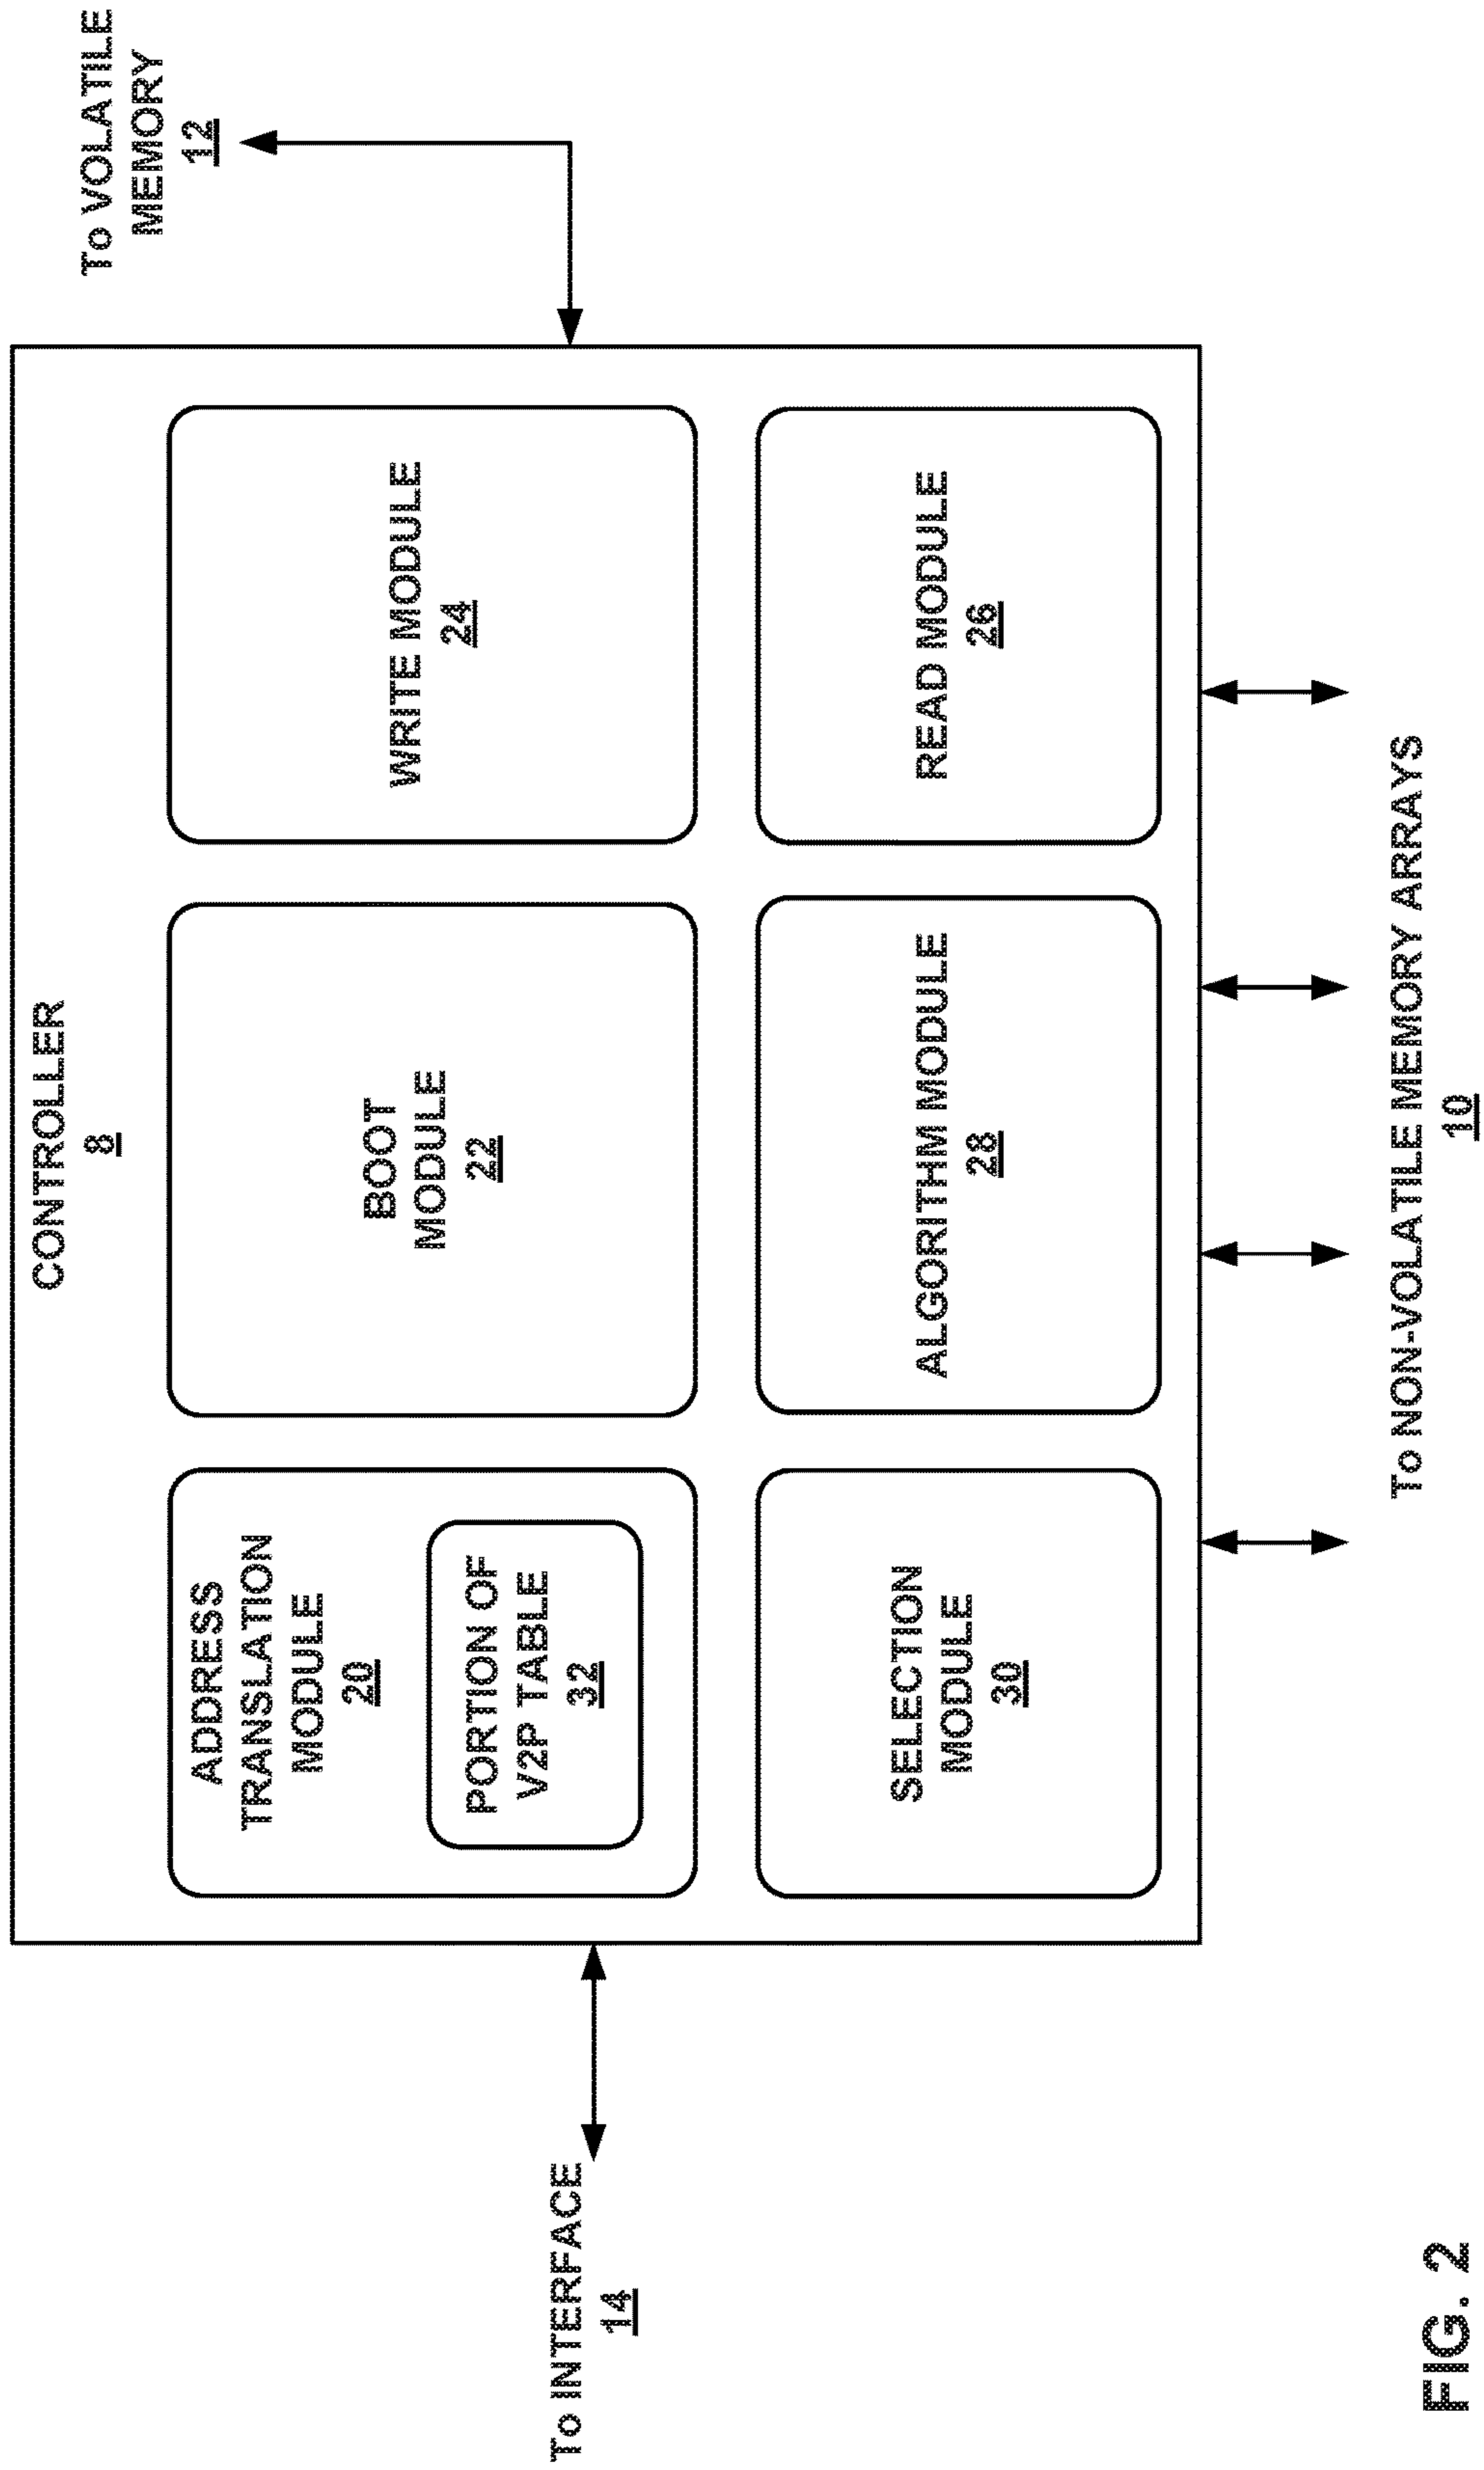 CONTROLLER
8
To VOLATILE
MEMORY
12
ADDRESS
TRANSLATION
MODULE
20
PORTION OF
V2P TABLE
32
BOOT
MODULE
22
WRITE MODULE
24
To INTERFACE
14
SELECTION
MODULE
30
ALGORITHM MODULE
28
READ MODULE
26
To NON-VOLATILE MEMORY ARRAYS
10
FIG. 2